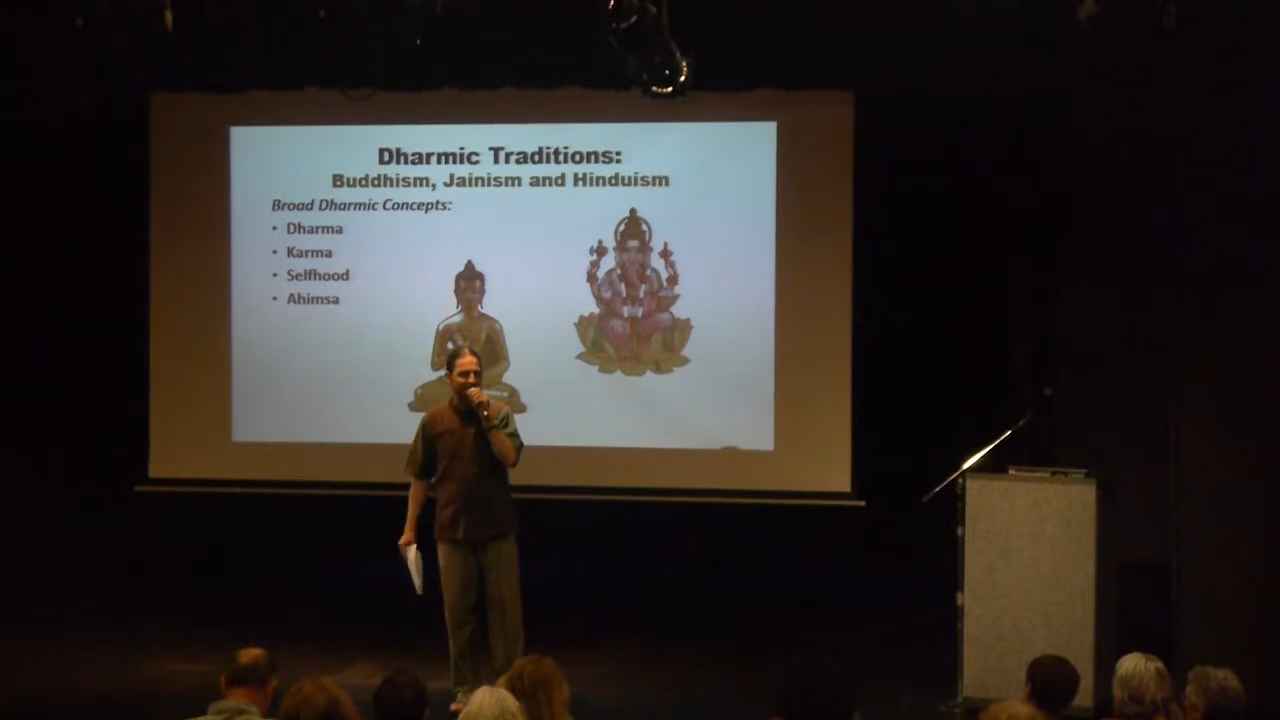 Dharmic Traditions:
Buddhism, Jainism and Hinduism
Broad Dharmic Concepts:
• Dharma
• Karma
• Selfhood
• Ahimsa